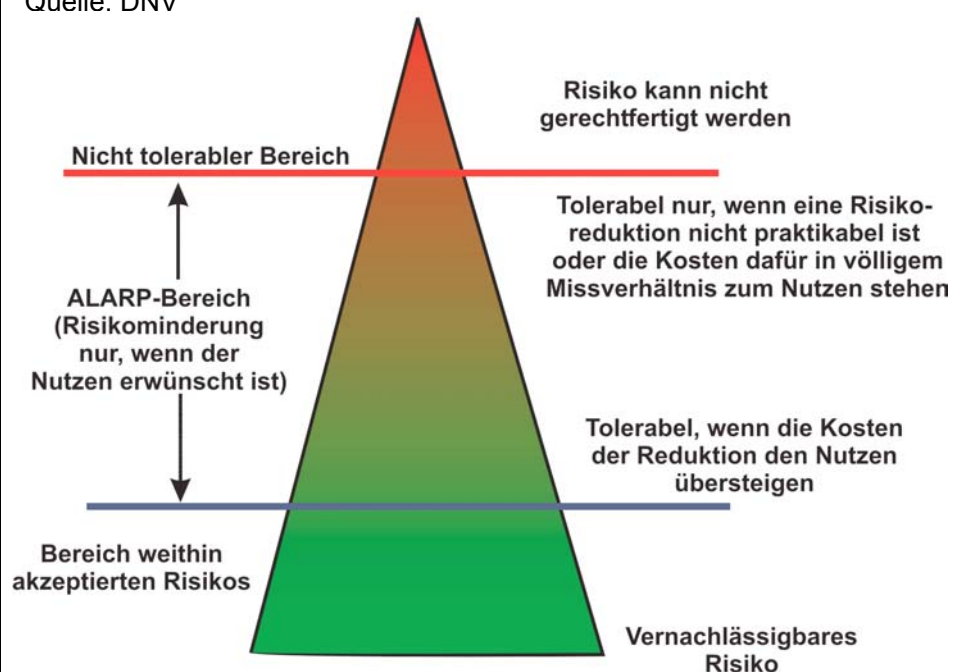 Quelle: DNV
Risiko kann nicht
gerechtfertigt werden
Nicht tolerabler Bereich
Tolerabel nur, wenn eine Risiko-
reduktion nicht praktikabel ist
oder die Kosten dafür in völligem
Missverhältnis zum Nutzen stehen
ALARP-Bereich
(Risikominderung
nur, wenn der
Nutzen erwünscht ist)
Tolerabel, wenn die Kosten
der Reduktion den Nutzen
übersteigen
Bereich weithin
akzeptierten Risikos
Vernachlässigbares
Risiko